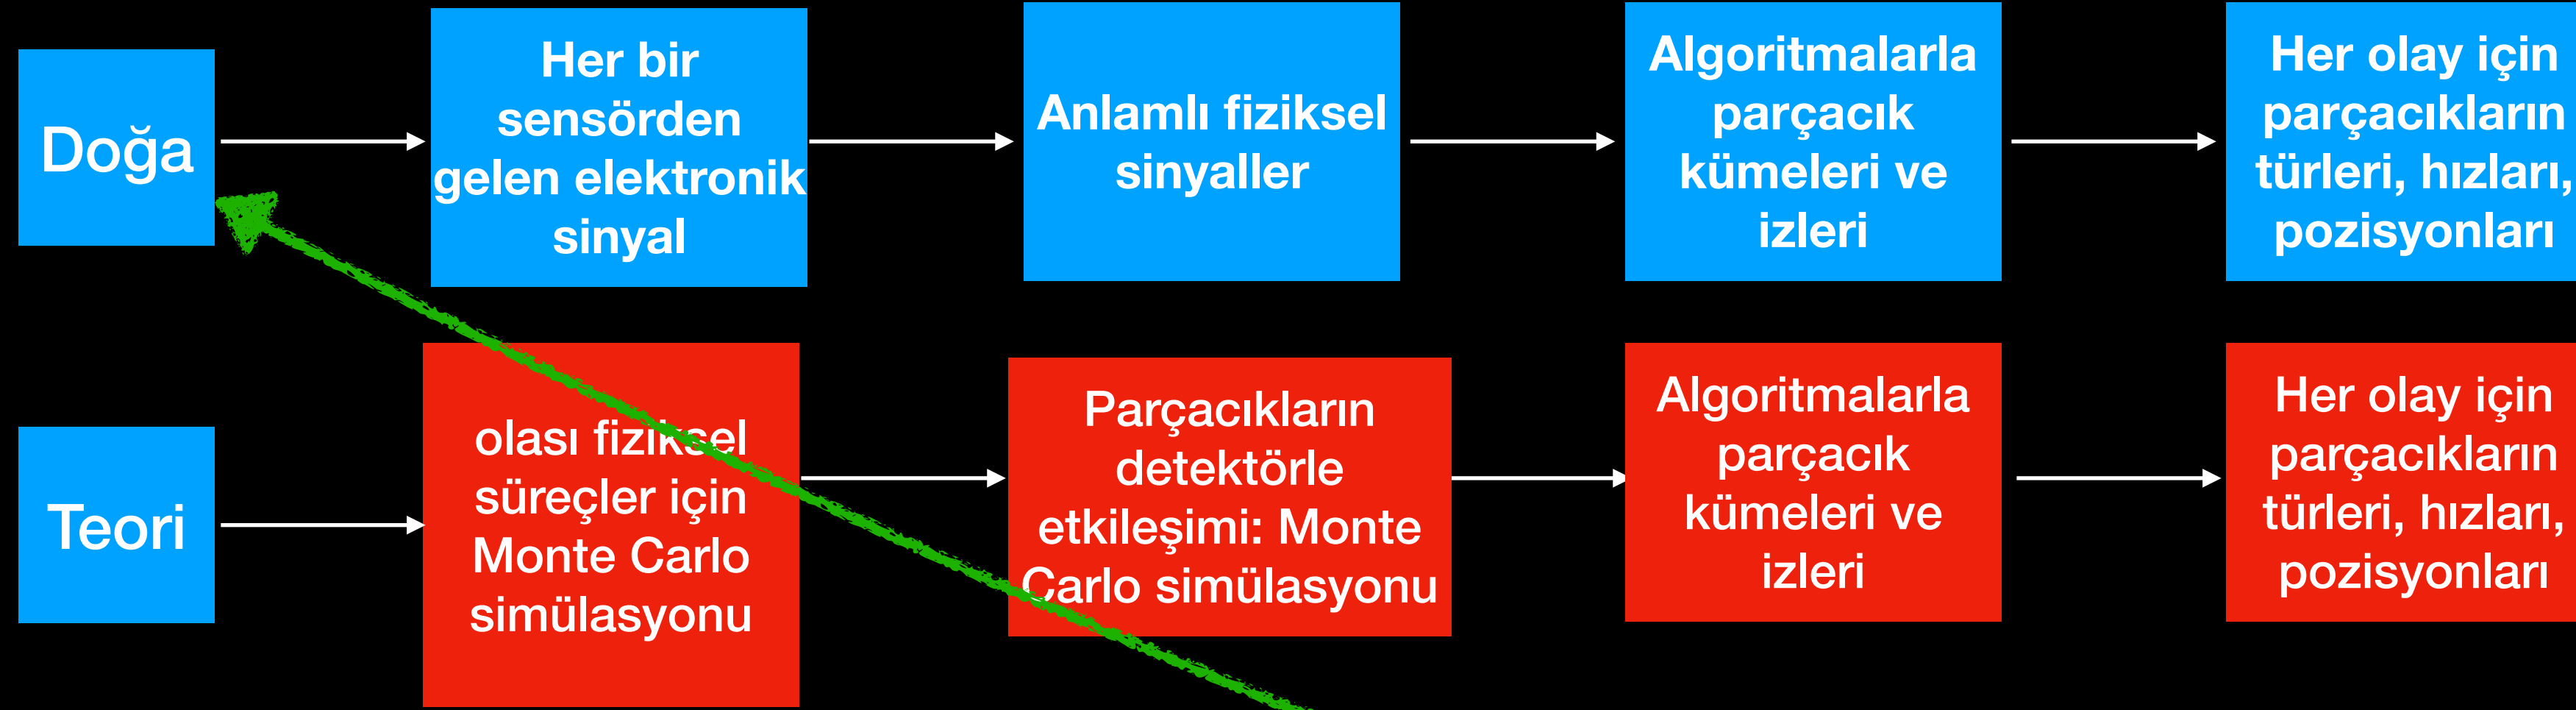 Doğa
Her bir
sensörden
gelen elektronik
sinyal
Anlamlı fiziksel
sinyaller
Algoritmalarla
parçacık
kümeleri ve
izleri
Her olay için
parçacıkların
türleri, hızları,
pozisyonları
Teori
olası fiziksel
süreçler için
Monte Carlo
simülasyonu
Parçacıkların
detektörle
etkileşimi: Monte
Carlo simülasyonu
Algoritmalarla
parçacık
kümeleri ve
izleri
Her olay için
parçacıkların
türleri, hızları,
pozisyonları